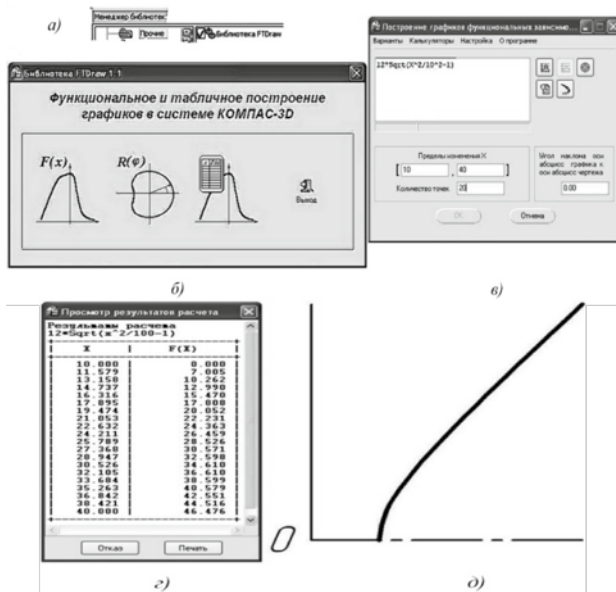 а)
Менеджер библиотек
Прочие
Библиотека FTDraw
б)
Библиотека FTDraw 1.1
Функциональное и табличное построение
графиков в системе КОМПАС-3D
F(x)
R(φ)
Выход
в)
Построение графиков функциональных зависимо...
Варианты Калькуляторы Настройка О программе
12*Sqrt(X^2/10^2-1)
Пределы изменения X
[ 10 , 40 ]
Количество точек 20
Угол наклона оси
абсцисс графика к
оси абсцисс чертежа
0.00
OK Отмена
Просмотр результатов расчета
Результаты расчета
12*Sqrt(x^2/100-1)
X | F(X)
10.000 | 0.000
11.579 | 7.005
13.158 | 10.262
14.737 | 12.990
16.316 | 15.470
17.895 | 17.808
19.474 | 20.052
21.053 | 22.231
22.632 | 24.363
24.211 | 26.459
25.789 | 28.526
27.368 | 30.571
28.947 | 32.598
30.526 | 34.610
32.105 | 36.610
33.684 | 38.599
35.263 | 40.579
36.842 | 42.551
38.421 | 44.516
40.000 | 46.476
Отказ Печать
г)
0
д)